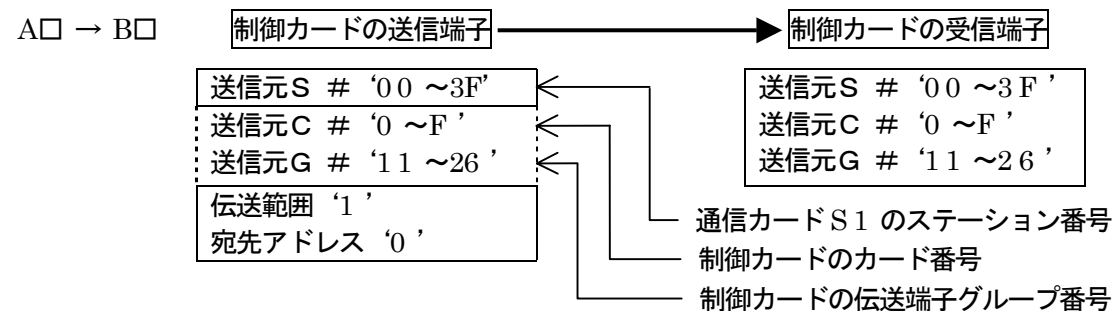 A□ → B□ 制御カードの送信端子 制御カードの受信端子
送信元S # ‘00 ～3F’ 送信元S # ‘00 ～3F ’
送信元C # ‘0 ～F ’ 送信元C # ‘0 ～F ’
送信元G # ‘11 ～26 ’ 送信元G # ‘11 ～26 ’
伝送範囲 ‘1 ’
宛先アドレス ‘0 ’
通信カードS1 のステーション番号
制御カードのカード番号
制御カードの伝送端子グループ番号